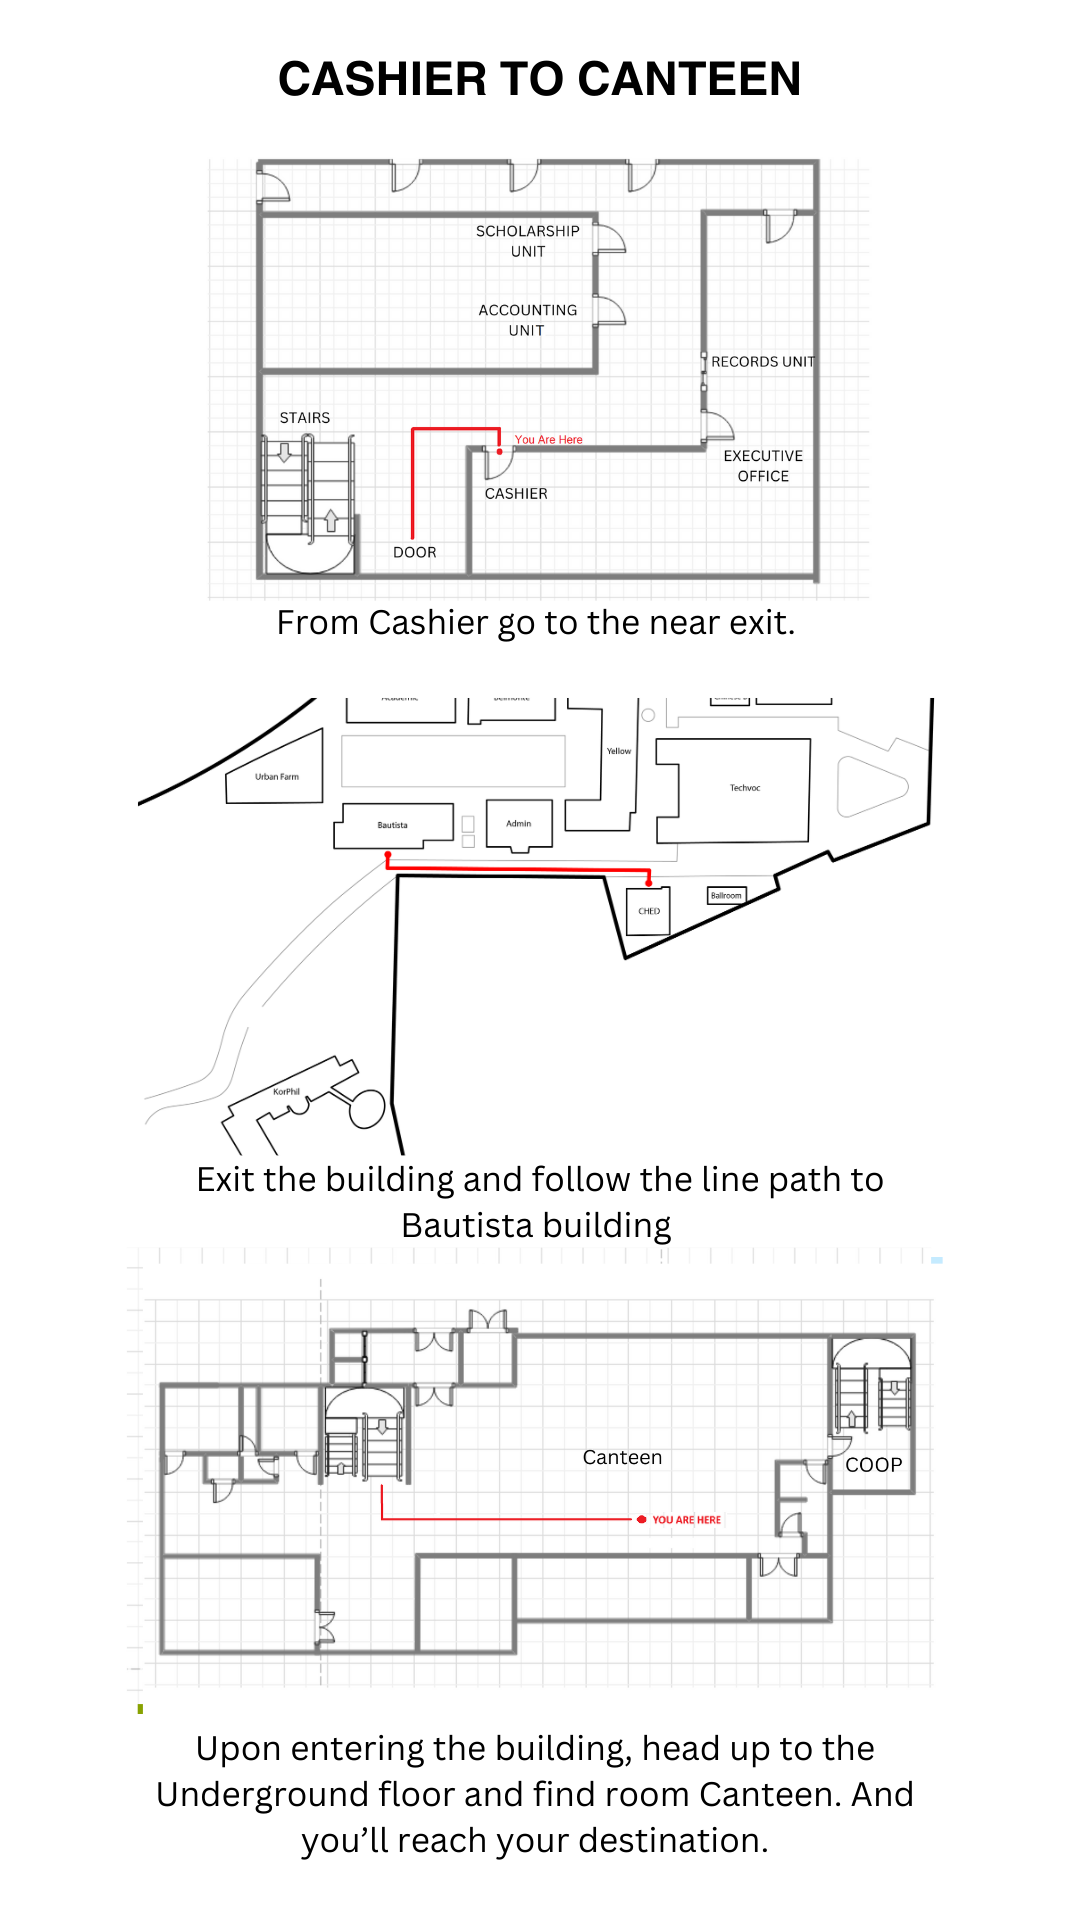 CASHIER TO CANTEEN
SCHOLARSHIP
UNIT
ACCOUNTING
UNIT
RECORDS UNIT
STAIRS
You Are Here
EXECUTIVE
OFFICE
CASHIER
DOOR
From Cashier go to the near exit.
Yellow
Urban Farm
Techvoc
Bautista
Admin
Ballroom
CHED
KorPhil
Exit the building and follow the line path to
Bautista building
Canteen
COOP
YOU ARE HERE
Upon entering the building, head up to the
Underground floor and find room Canteen. And
you'll reach your destination.